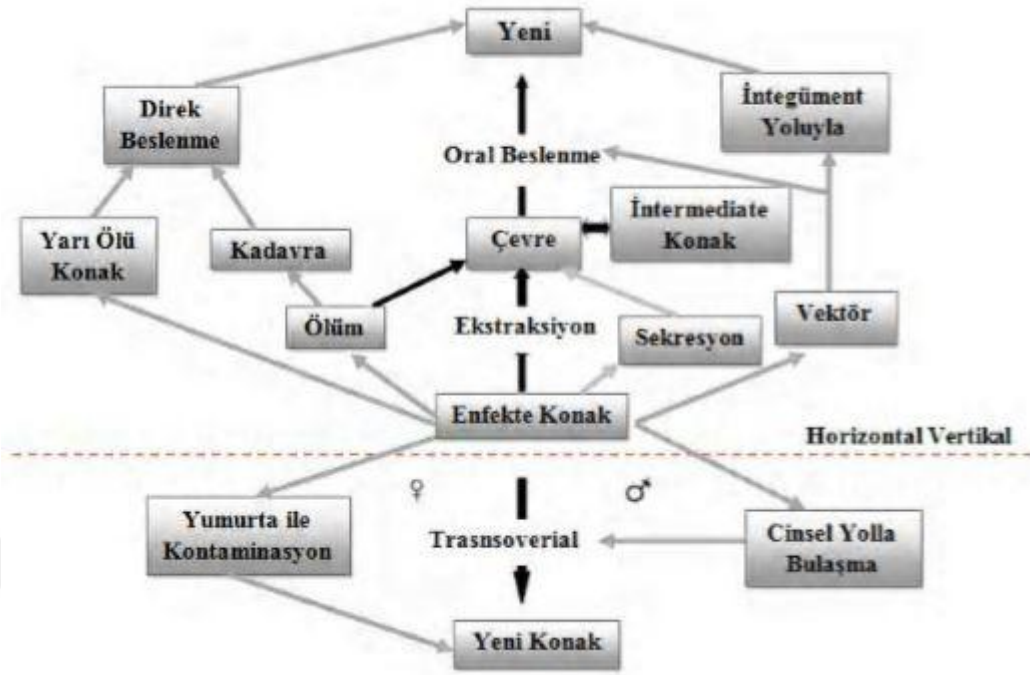 Yeni
Direk
Beslenme
İntegüment
Yoluyla
Oral Beslenme
Yarı Ölü
Konak
Kadavra
Çevre
İntermediate
Konak
Ölüm
Ekstraksiyon
Sekresyon
Vektör
Enfekte Konak
Horizontal Vertikal
♀
♂
Yumurta ile
Kontaminasyon
Trasnsoverial
Cinsel Yolla
Bulaşma
Yeni Konak